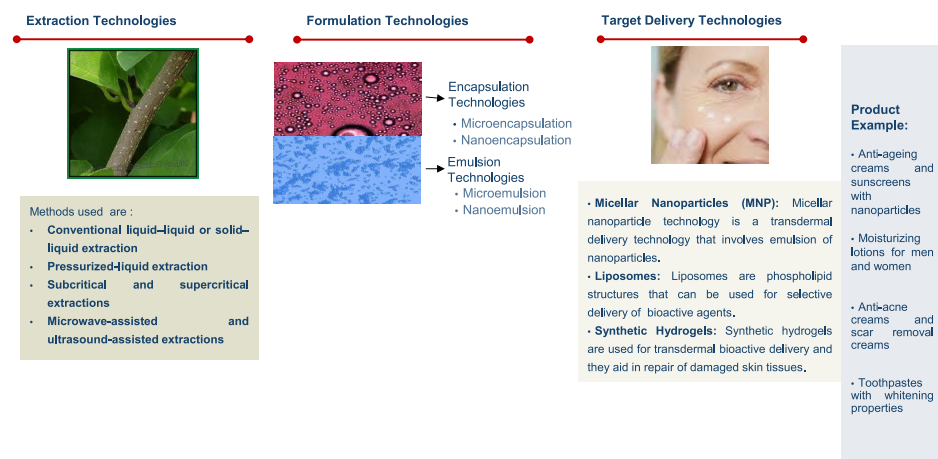 Extraction Technologies
Formulation Technologies
Target Delivery Technologies
Methods used are :
• Conventional liquid–liquid or solid–
liquid extraction
• Pressurized-liquid extraction
• Subcritical and supercritical
extractions
• Microwave-assisted and
ultrasound-assisted extractions
Encapsulation
Technologies
• Microencapsulation
• Nanoencapsulation
Emulsion
Technologies
• Microemulsion
• Nanoemulsion
• Micellar Nanoparticles (MNP): Micellar
nanoparticle technology is a transdermal
delivery technology that involves emulsion of
nanoparticles.
• Liposomes: Liposomes are phospholipid
structures that can be used for selective
delivery of bioactive agents.
• Synthetic Hydrogels: Synthetic hydrogels
are used for transdermal bioactive delivery and
they aid in repair of damaged skin tissues.
Product
Example:
• Anti-ageing
creams and
sunscreens
with
nanoparticles
• Moisturizing
lotions for men
and women
• Anti-acne
creams and
scar removal
creams
• Toothpastes
with whitening
properties